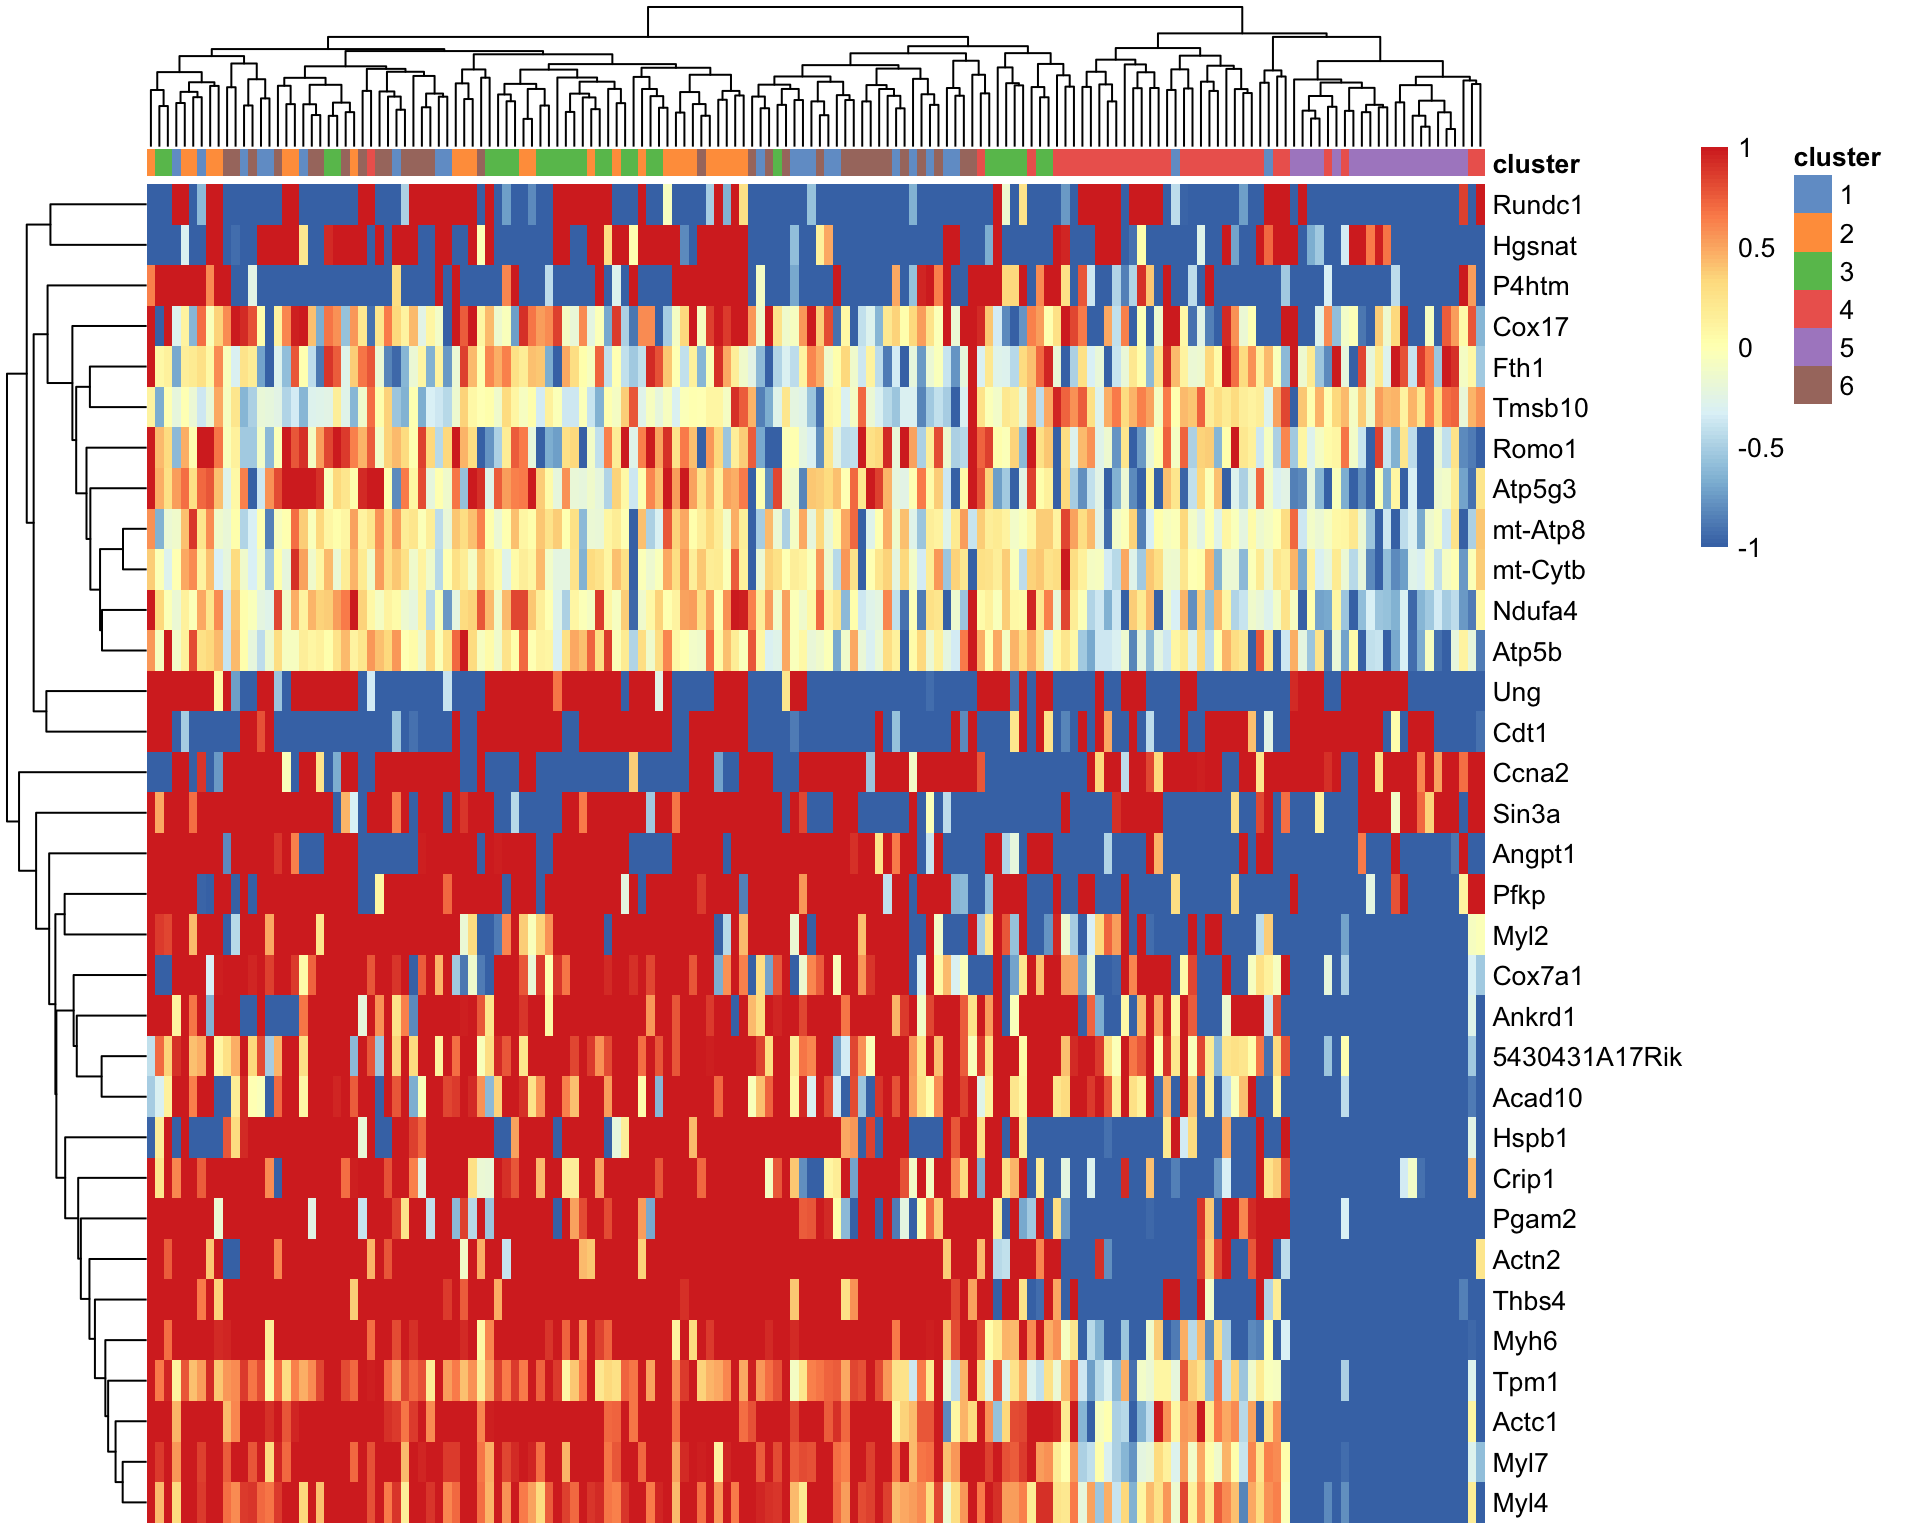 cluster
Rundc1
Hgsnat
P4htm
Cox17
Fth1
Tmsb10
Romo1
Atp5g3
mt-Atp8
mt-Cytb
Ndufa4
Atp5b
Ung
Cdt1
Ccna2
Sin3a
Angpt1
Pfkp
Myl2
Cox7a1
Ankrd1
5430431A17Rik
Acad10
Hspb1
Crip1
Pgam2
Actn2
Thbs4
Myh6
Tpm1
Actc1
Myl7
Myl4
1
0.5
0
-0.5
-1
cluster
1
2
3
4
5
6